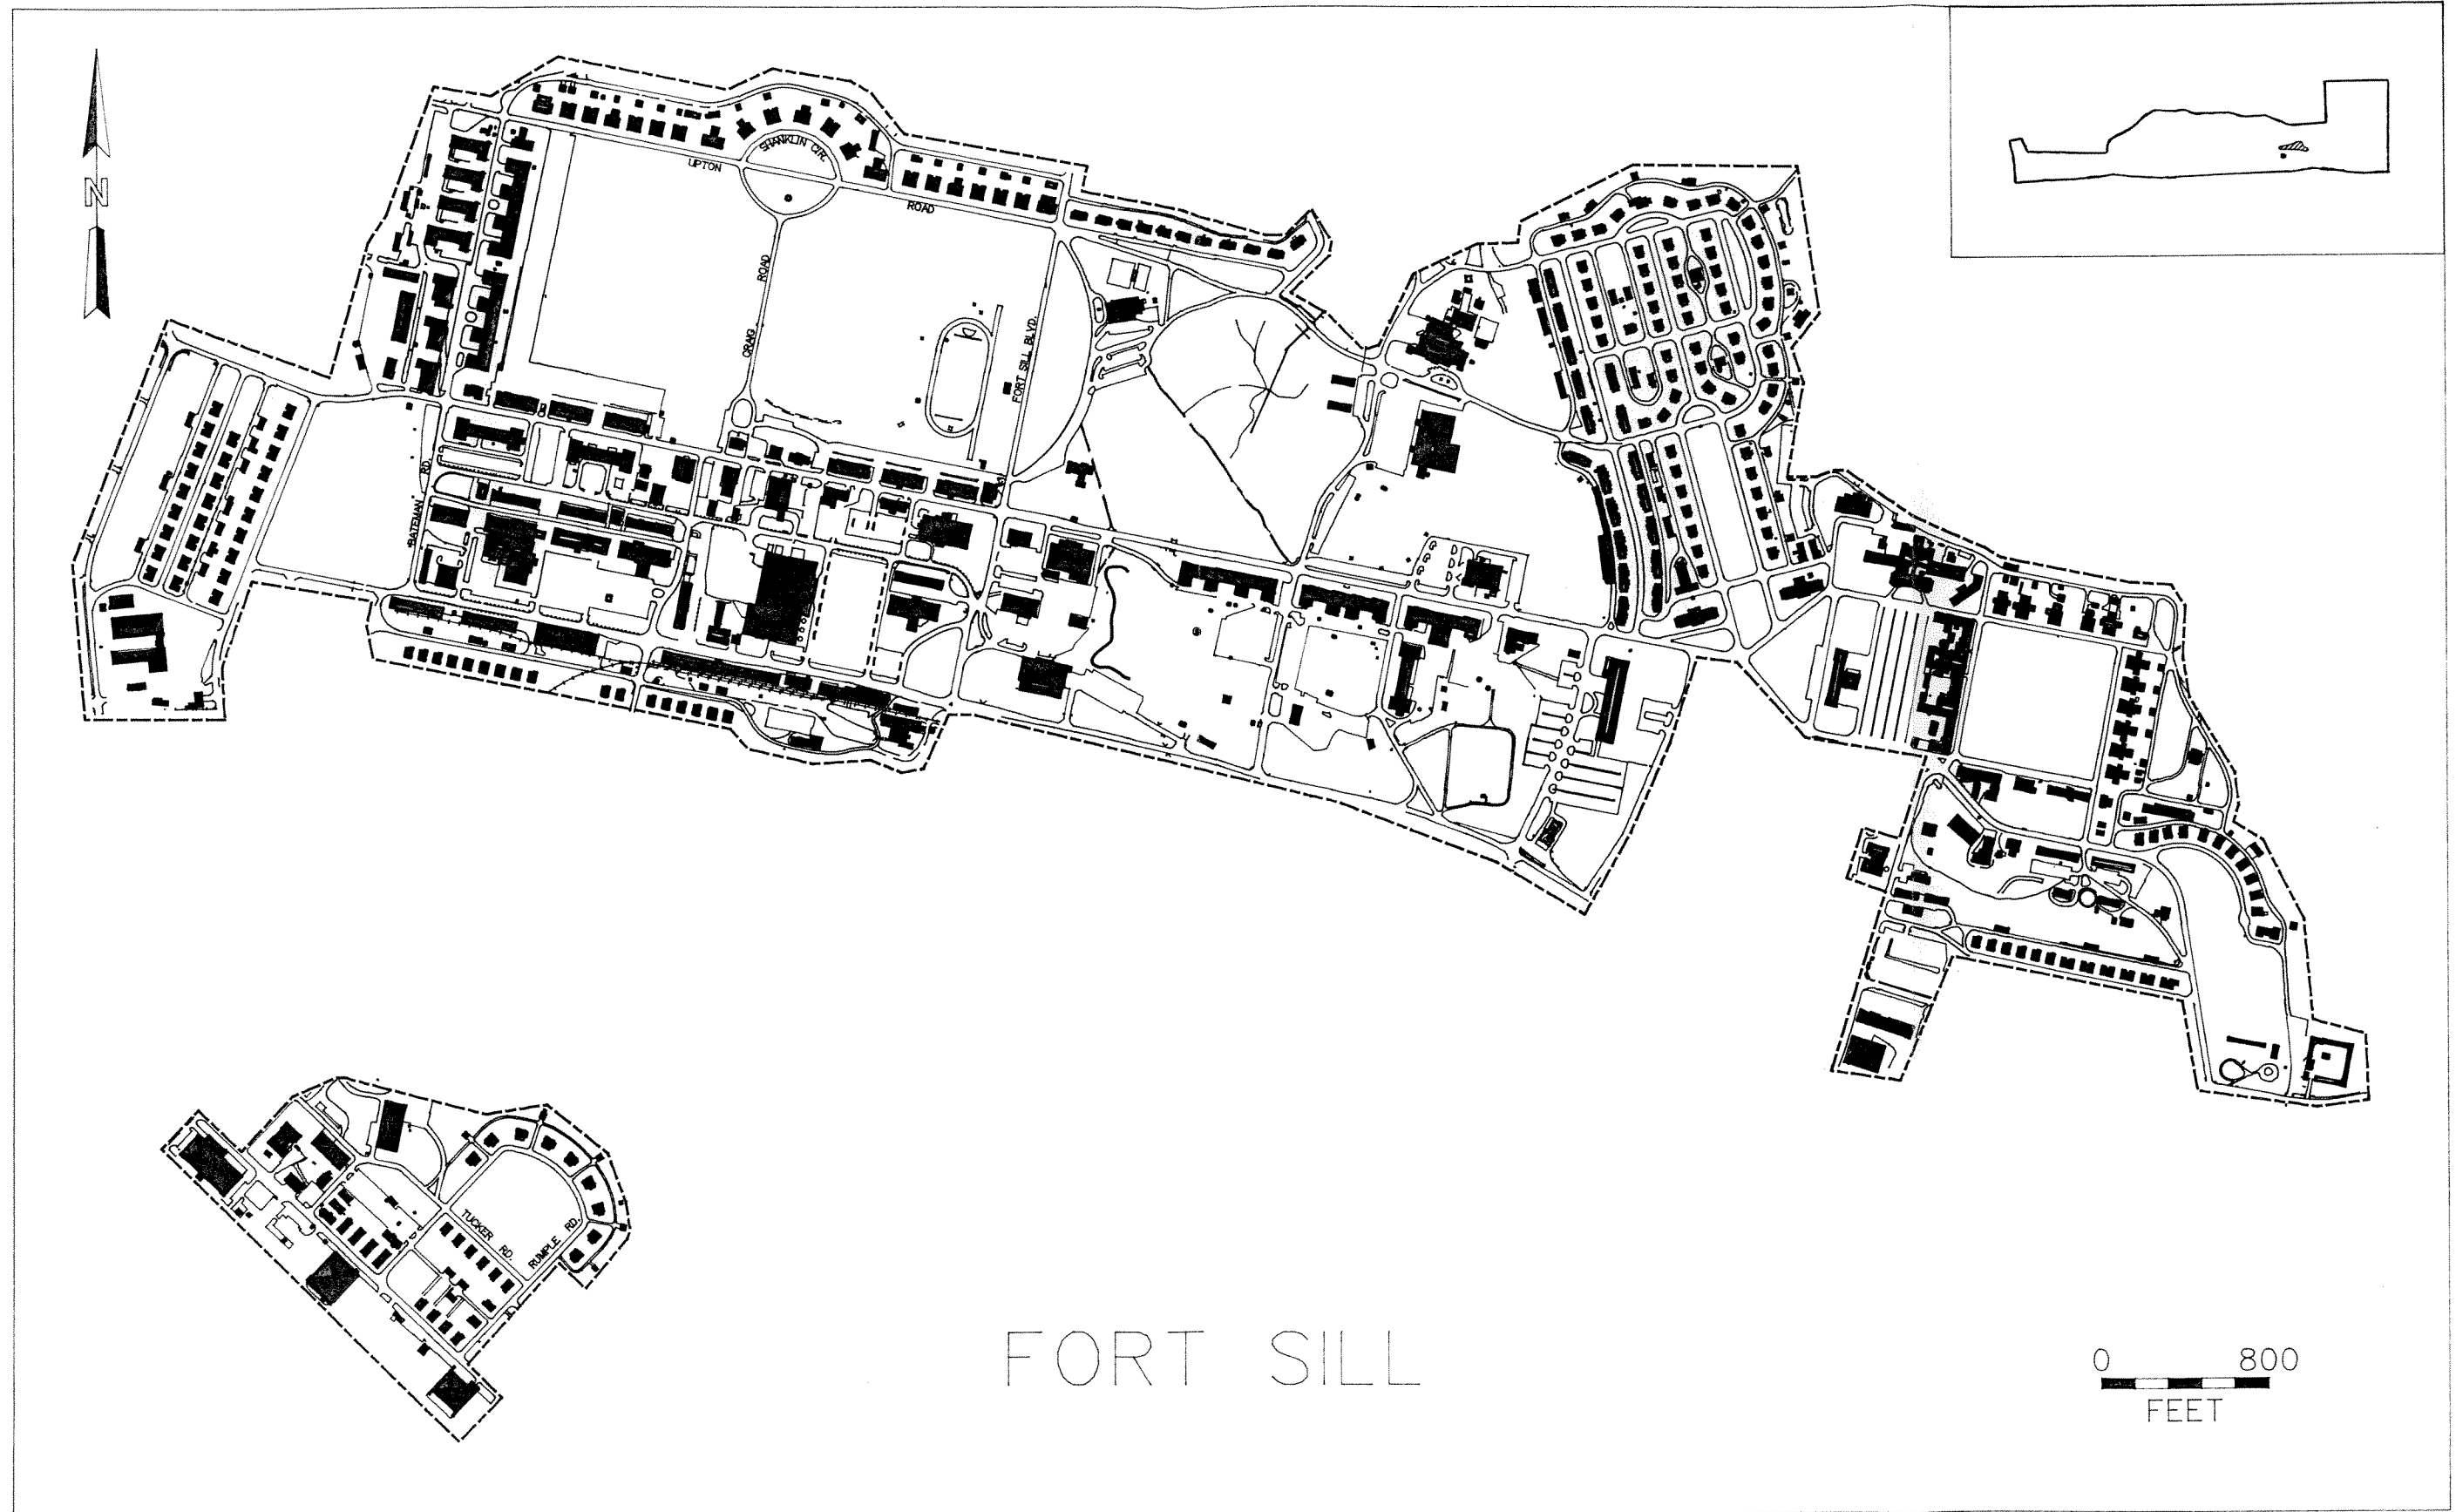 N
SHANKLIN CIR.
UPTON
ROAD
CRAIG
ROAD
FORT SILL BLVD.
BATEMAN
RD.
TUCKER RD.
RUMPLE RD.
FORT SILL
0 800
FEET